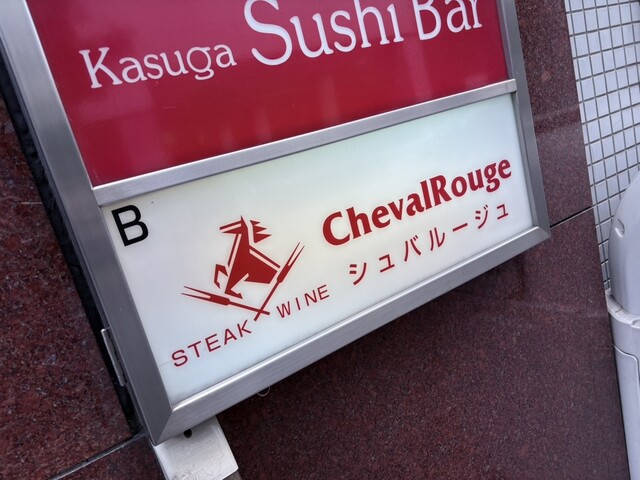 Kasuga Sushi Bar
B
ChevalRouge
シュバルージュ
STEAK WINE